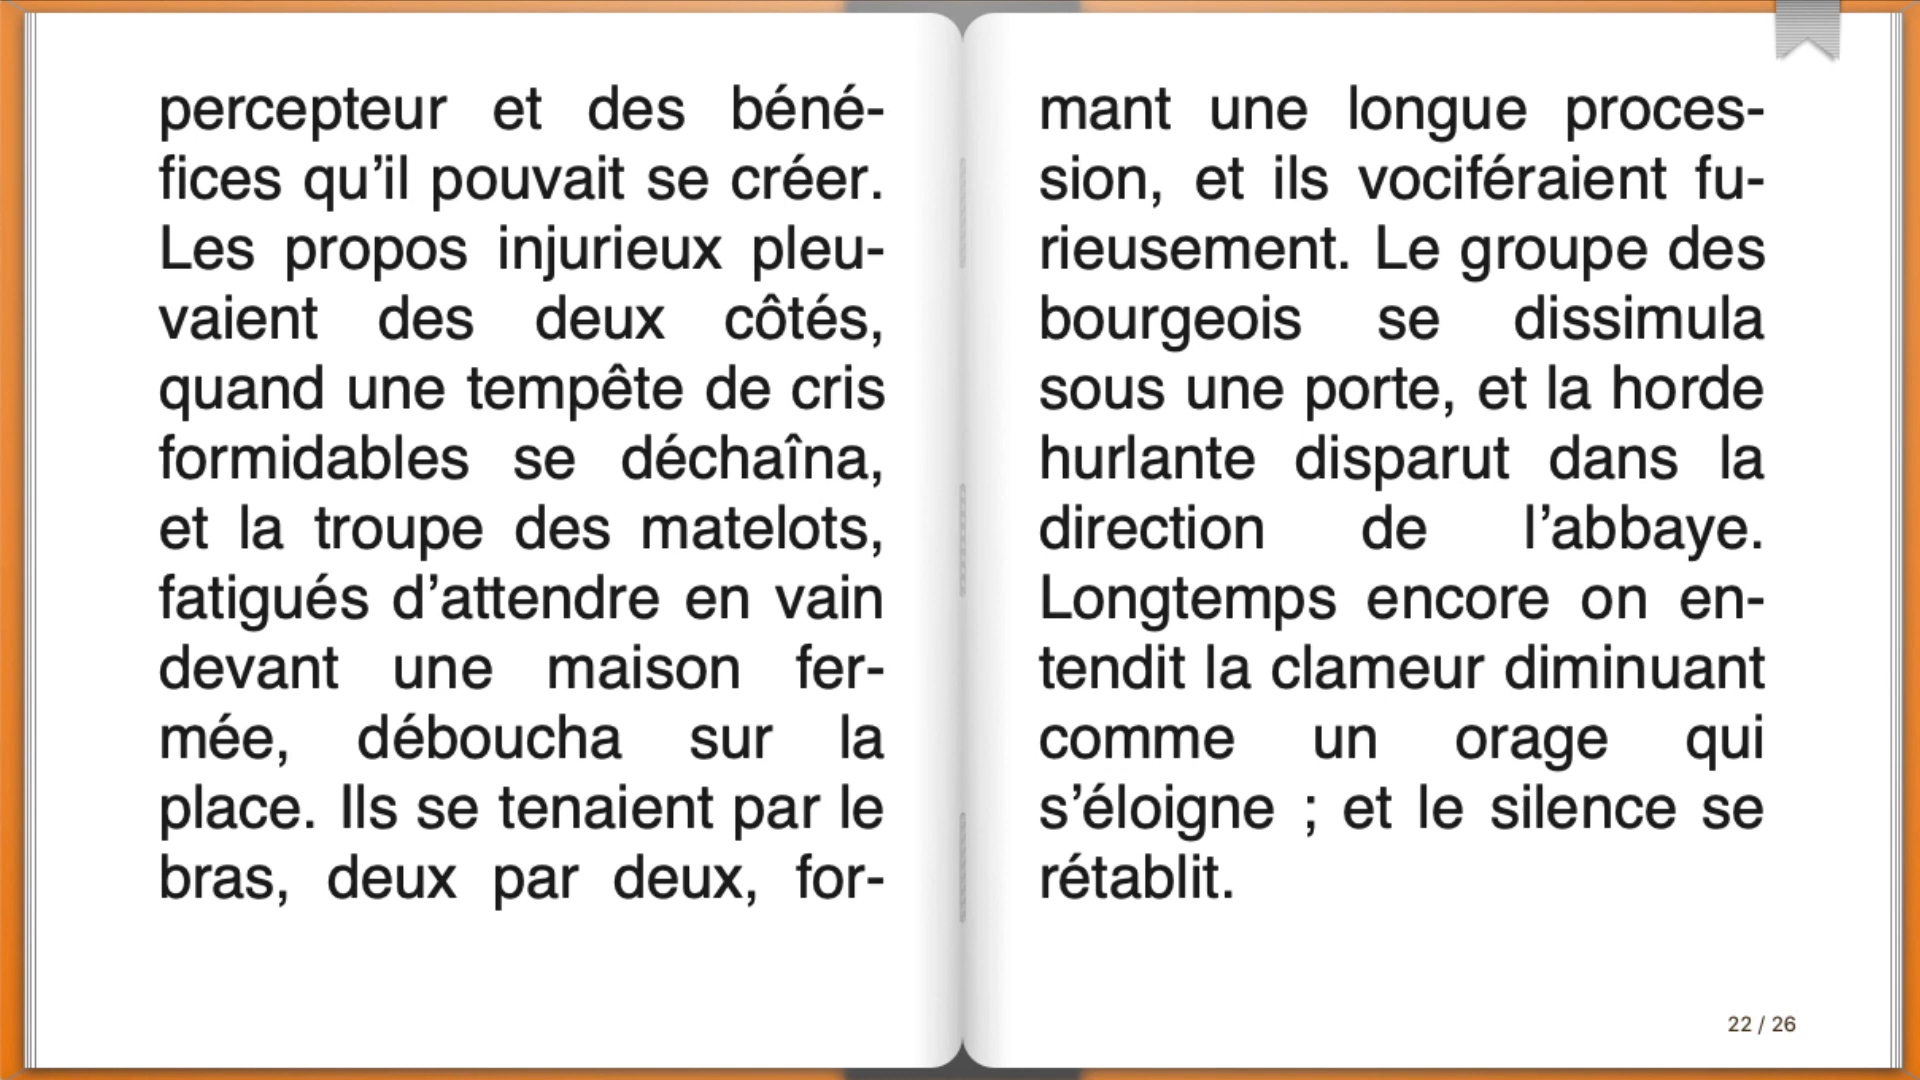 percepteur et des béné-
fices qu’il pouvait se créer.
Les propos injurieux pleu-
vaient des deux côtés,
quand une tempête de cris
formidables se déchaîna,
et la troupe des matelots,
fatigués d’attendre en vain
devant une maison fer-
mée, déboucha sur la
place. Ils se tenaient par le
bras, deux par deux, for-
mant une longue proces-
sion, et ils vociféraient fu-
rieusement. Le groupe des
bourgeois se dissimula
sous une porte, et la horde
hurlante disparut dans la
direction de l’abbaye.
Longtemps encore on en-
tendit la clameur diminuant
comme un orage qui
s’éloigne ; et le silence se
rétablit.
22 / 26